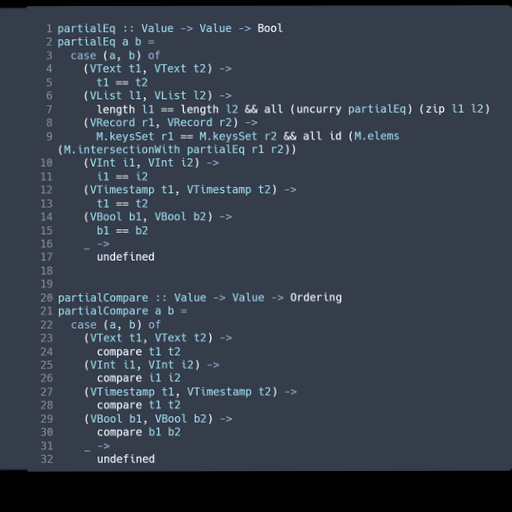 1 partialEq :: Value -> Value -> Bool
2 partialEq a b =
3   case (a, b) of
4     (VText t1, VText t2) ->
5       t1 == t2
6     (VList l1, VList l2) ->
7       length l1 == length l2 && all (uncurry partialEq) (zip l1 l2)
8     (VRecord r1, VRecord r2) ->
9       M.keysSet r1 == M.keysSet r2 && all id (M.elems
(M.intersectionWith partialEq r1 r2))
10     (VInt i1, VInt i2) ->
11       i1 == i2
12     (VTimestamp t1, VTimestamp t2) ->
13       t1 == t2
14     (VBool b1, VBool b2) ->
15       b1 == b2
16     _ ->
17       undefined
18
19
20 partialCompare :: Value -> Value -> Ordering
21 partialCompare a b =
22   case (a, b) of
23     (VText t1, VText t2) ->
24       compare t1 t2
25     (VInt i1, VInt i2) ->
26       compare i1 i2
27     (VTimestamp t1, VTimestamp t2) ->
28       compare t1 t2
29     (VBool b1, VBool b2) ->
30       compare b1 b2
31     _ ->
32       undefined